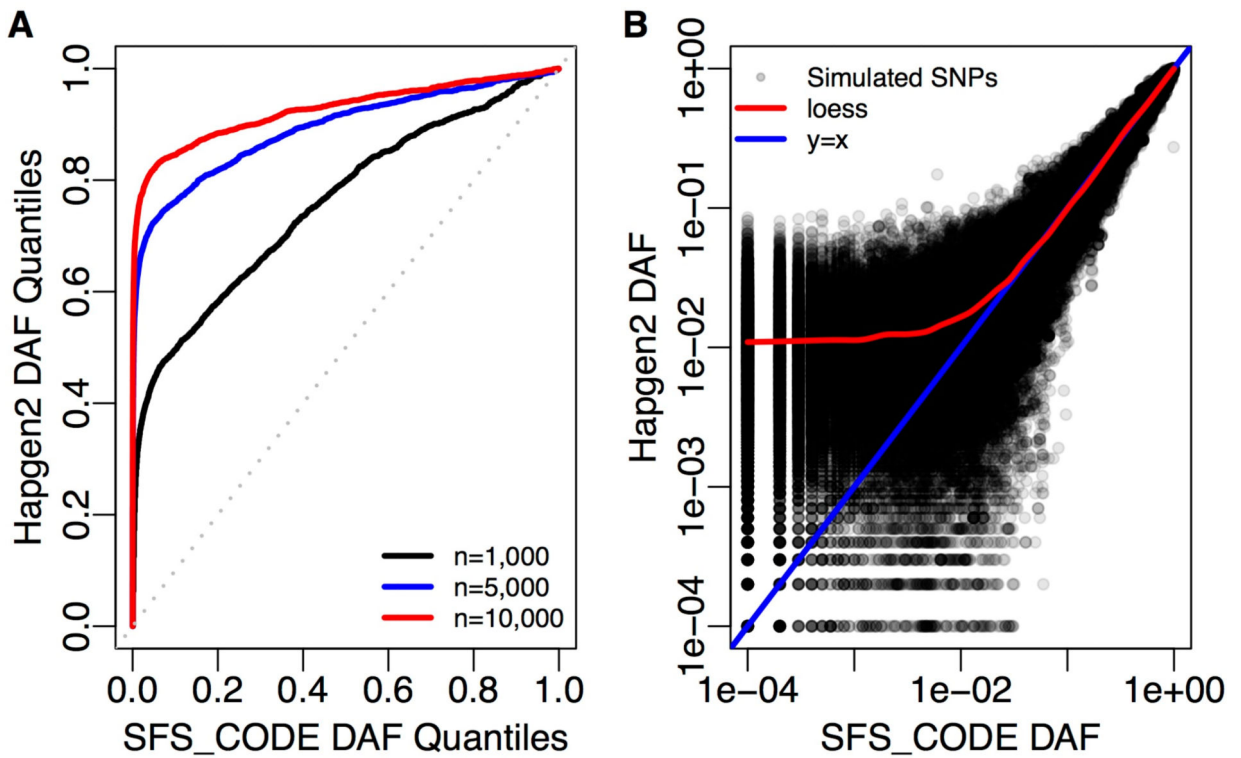 A
Hapgen2 DAF Quantiles
1.0
0.8
0.6
0.4
0.2
0.0
n=1,000
n=5,000
n=10,000
0.0 0.2 0.4 0.6 0.8 1.0
SFS_CODE DAF Quantiles
B
Hapgen2 DAF
1e+00
1e−01
1e−02
1e−03
1e−04
Simulated SNPs
loess
y=x
1e−04 1e−02 1e+00
SFS_CODE DAF